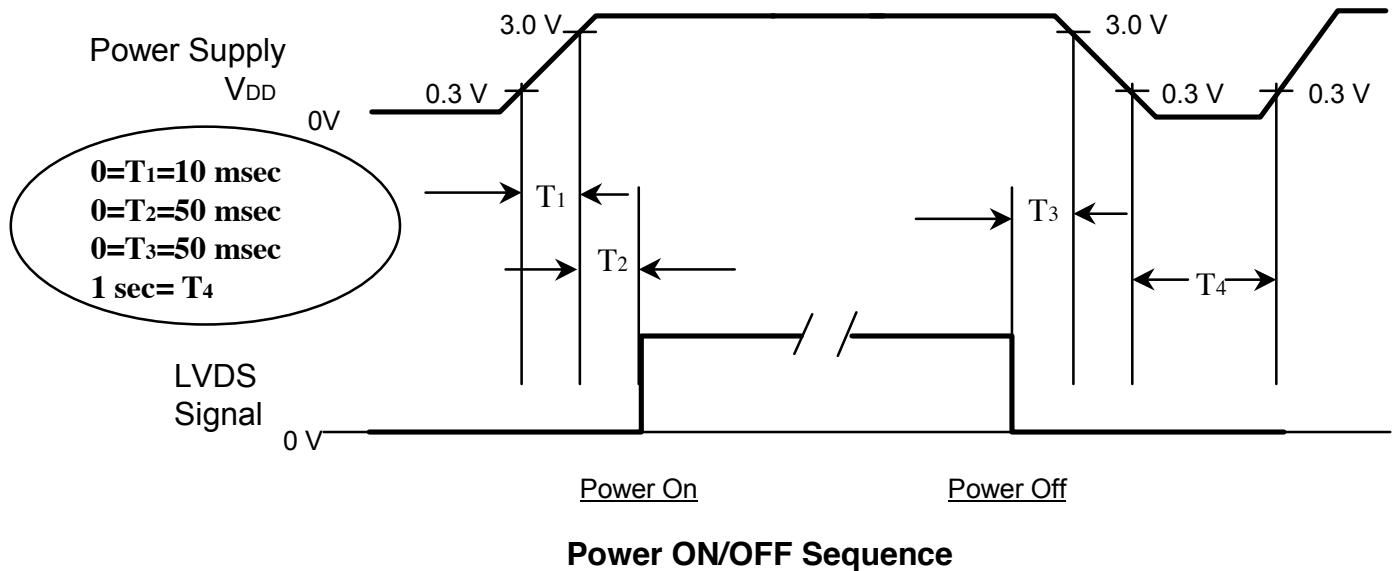 3.0 V
3.0 V
Power Supply
VDD
0.3 V
0.3 V
0.3 V
0V
0=T1=10 msec
0=T2=50 msec
0=T3=50 msec
1 sec= T4
T1
T3
T2
T4
LVDS
Signal
0 V
Power On
Power Off
Power ON/OFF Sequence